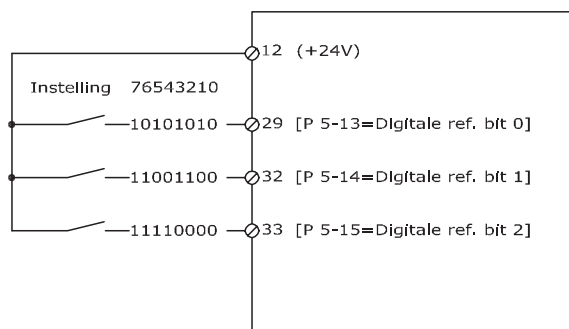 12 (+24V)
Instelling 76543210
10101010 29 [P 5-13=DIgitale ref. bit 0]
11001100 32 [P 5-14=DIgitale ref. bit 1]
11110000 33 [P 5-15=DIgitale ref. bit 2]